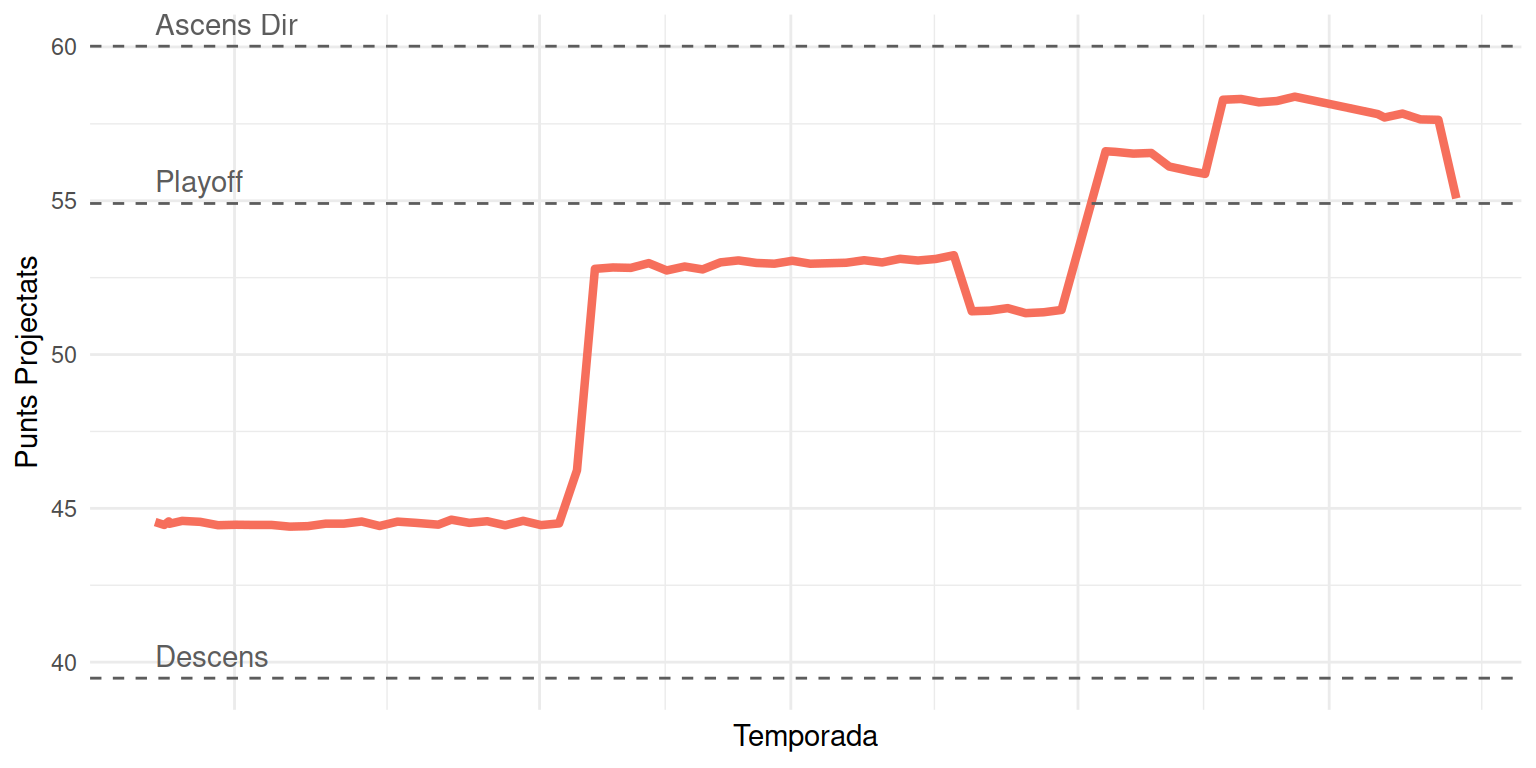 Ascens Dir
60
Playoff
55
50
45
Descens
40
Punts Projectats
Temporada